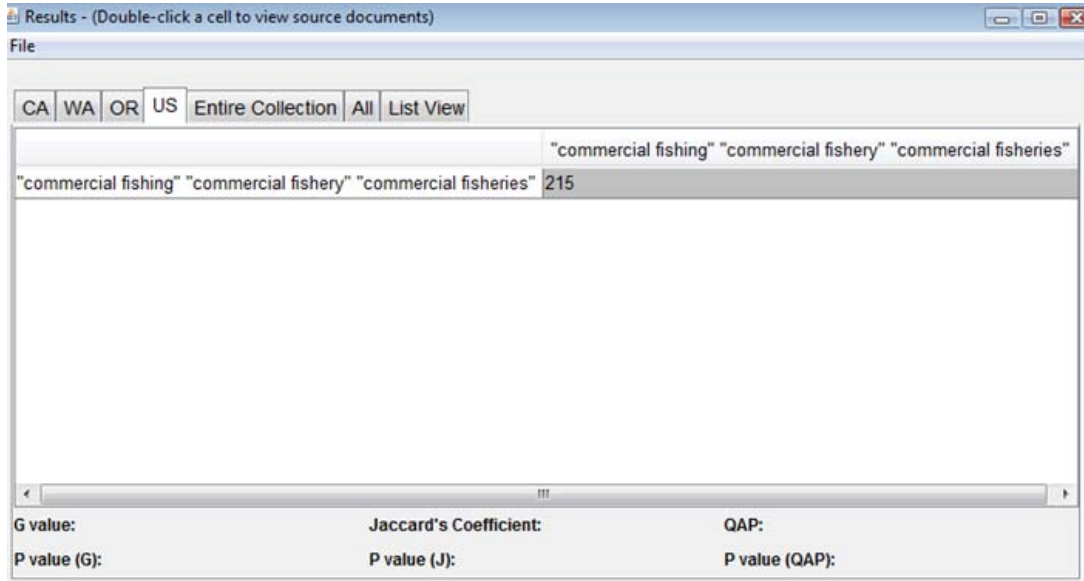 Results - (Double-click a cell to view source documents)
File
CA WA OR US Entire Collection All List View
"commercial fishing" "commercial fishery" "commercial fisheries"
"commercial fishing" "commercial fishery" "commercial fisheries" 215
G value: Jaccard's Coefficient: QAP:
P value (G): P value (J): P value (QAP):